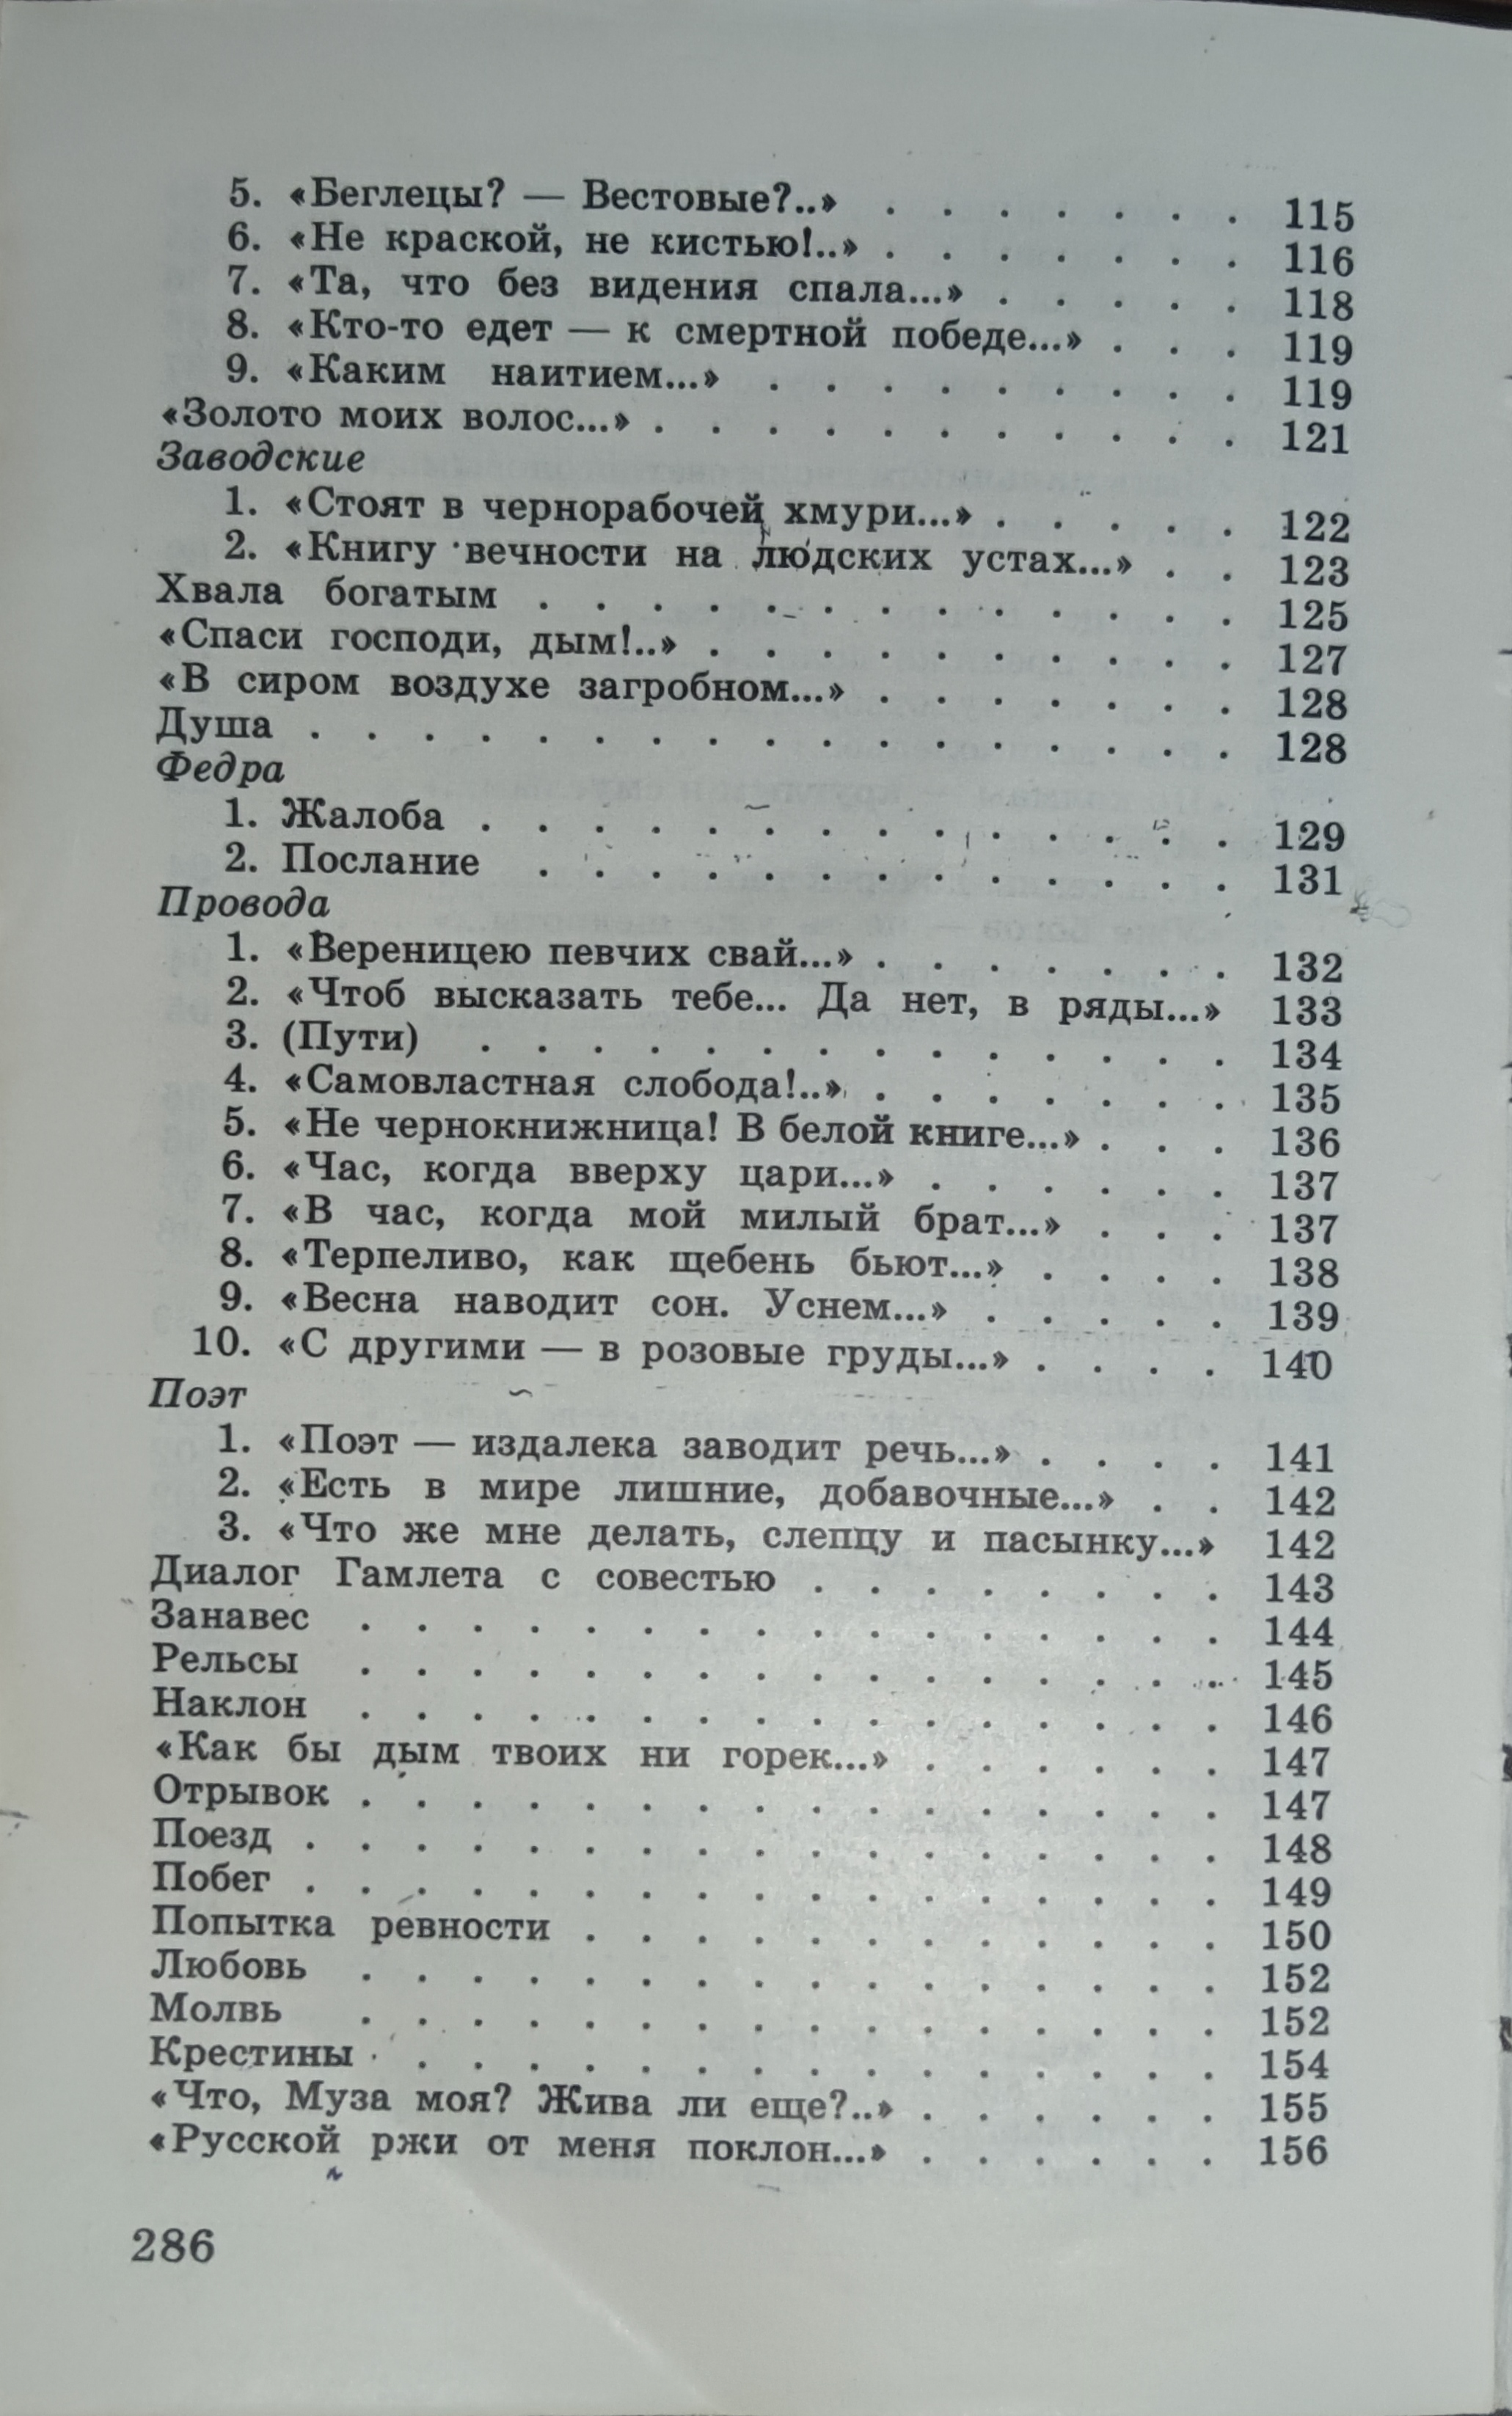 5. «Беглецы? — Вестовые?..» . . . . . . . 115
6. «Не краской, не кистью!..» . . . . . . . 116
7. «Та, что без видения спала...» . . . . . 118
8. «Кто-то едет — к смертной победе...» . . . 119
9. «Каким наитием...» . . . . . . . . . 119
«Золото моих волос...» . . . . . . . . . . . 121
Заводские
1. «Стоят в чернорабочей хмури...» . . . . . 122
2. «Книгу вечности на людских устах...» . . 123
Хвала богатым . . . . . . . . . . . . . 125
«Спаси господи, дым!..» . . . . . . . . . . 127
«В сиром воздухе загробном...» . . . . . . . 128
Душа . . . . . . . . . . . . . . . . . 128
Федра
1. Жалоба . . . . . . . . . . . . . . 129
2. Послание . . . . . . . . . . . . . 131
Провода
1. «Вереницею певчих свай...» . . . . . . . 132
2. «Чтоб высказать тебе... Да нет, в ряды...» 133
3. (Пути) . . . . . . . . . . . . . . 134
4. «Самовластная слобода!..» . . . . . . . 135
5. «Не чернокнижница! В белой книге...» . . . 136
6. «Час, когда вверху цари...» . . . . . . 137
7. «В час, когда мой милый брат...» . . . 137
8. «Терпеливо, как щебень бьют...» . . . . 138
9. «Весна наводит сон. Уснем...» . . . . . 139
10. «С другими — в розовые груды...» . . . . 140
Поэт
1. «Поэт — издалека заводит речь...» . . . . 141
2. «Есть в мире лишние, добавочные...» . . 142
3. «Что же мне делать, слепцу и пасынку...» 142
Диалог Гамлета с совестью . . . . . . . . 143
Занавес . . . . . . . . . . . . . . . . 144
Рельсы . . . . . . . . . . . . . . . . 145
Наклон . . . . . . . . . . . . . . . . 146
«Как бы дым твоих ни горек...» . . . . . . 147
Отрывок . . . . . . . . . . . . . . . . 147
Поезд . . . . . . . . . . . . . . . . . 148
Побег . . . . . . . . . . . . . . . . . 149
Попытка ревности . . . . . . . . . . . . 150
Любовь . . . . . . . . . . . . . . . . 152
Молвь . . . . . . . . . . . . . . . . 152
Крестины . . . . . . . . . . . . . . . 154
«Что, Муза моя? Жива ли еще?..» . . . . . . 155
«Русской ржи от меня поклон...» . . . . . . 156
286